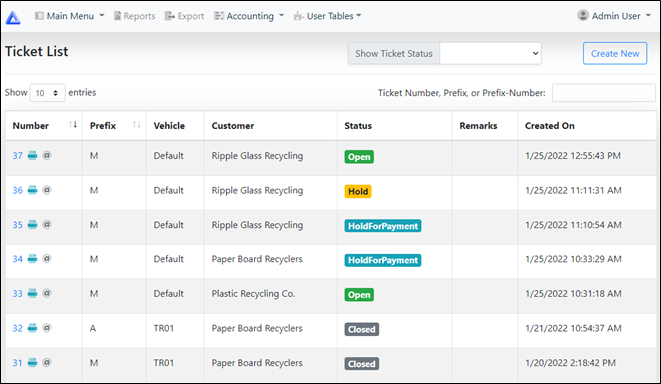 Main Menu Reports Export Accounting User Tables Admin User
Ticket List Show Ticket Status Create New
Show 10 entries Ticket Number, Prefix, or Prefix-Number:
Number Prefix Vehicle Customer Status Remarks Created On
37 @ M Default Ripple Glass Recycling Open 1/25/2022 12:55:43 PM
36 @ M Default Ripple Glass Recycling Hold 1/25/2022 11:11:31 AM
35 @ M Default Ripple Glass Recycling HoldForPayment 1/25/2022 11:10:54 AM
34 @ M Default Paper Board Recyclers HoldForPayment 1/25/2022 10:33:29 AM
33 @ M Default Plastic Recycling Co. Open 1/25/2022 10:31:18 AM
32 @ A TR01 Paper Board Recyclers Closed 1/21/2022 10:54:37 AM
31 @ M TR01 Paper Board Recyclers Closed 1/20/2022 2:18:42 PM